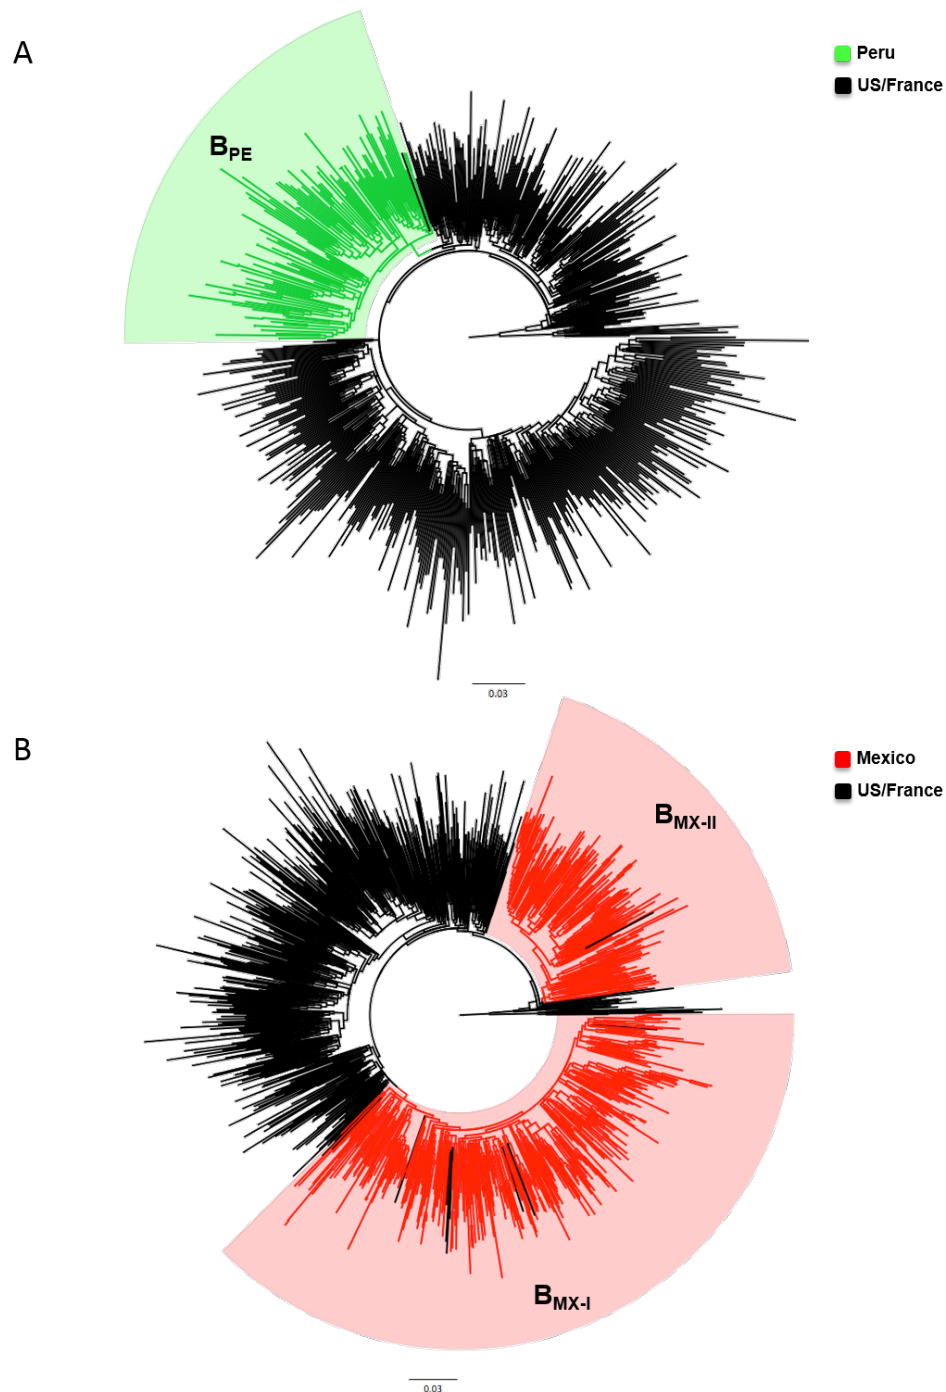 A
Peru
US/France
BPE
0.03
B
Mexico
US/France
BMX-II
BMX-I
0.03